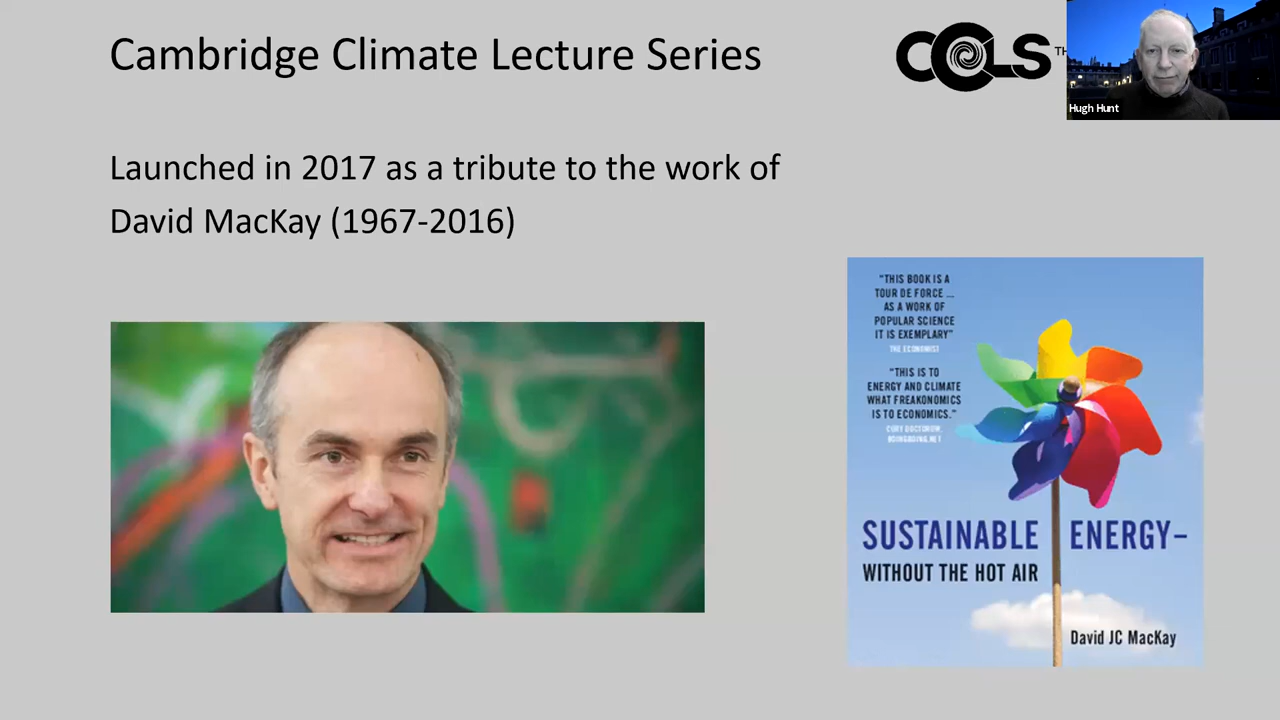 Cambridge Climate Lecture Series
CCLS
TH
Hugh Hunt
Launched in 2017 as a tribute to the work of
David MacKay (1967-2016)
"THIS BOOK IS A
TOUR DE FORCE ...
AS A WORK OF
POPULAR SCIENCE
IT IS EXEMPLARY"
THE ECONOMIST
"THIS IS TO
ENERGY AND CLIMATE
WHAT FREAKONOMICS
IS TO ECONOMICS."
CORY DOCTOROW,
BOINGBOING.NET
SUSTAINABLE ENERGY–
WITHOUT THE HOT AIR
David JC MacKay